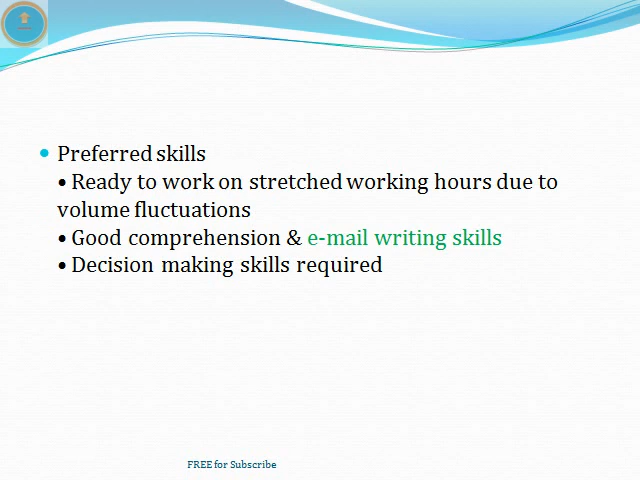 Preferred skills
• Ready to work on stretched working hours due to
volume fluctuations
• Good comprehension & e-mail writing skills
• Decision making skills required
FREE for Subscribe